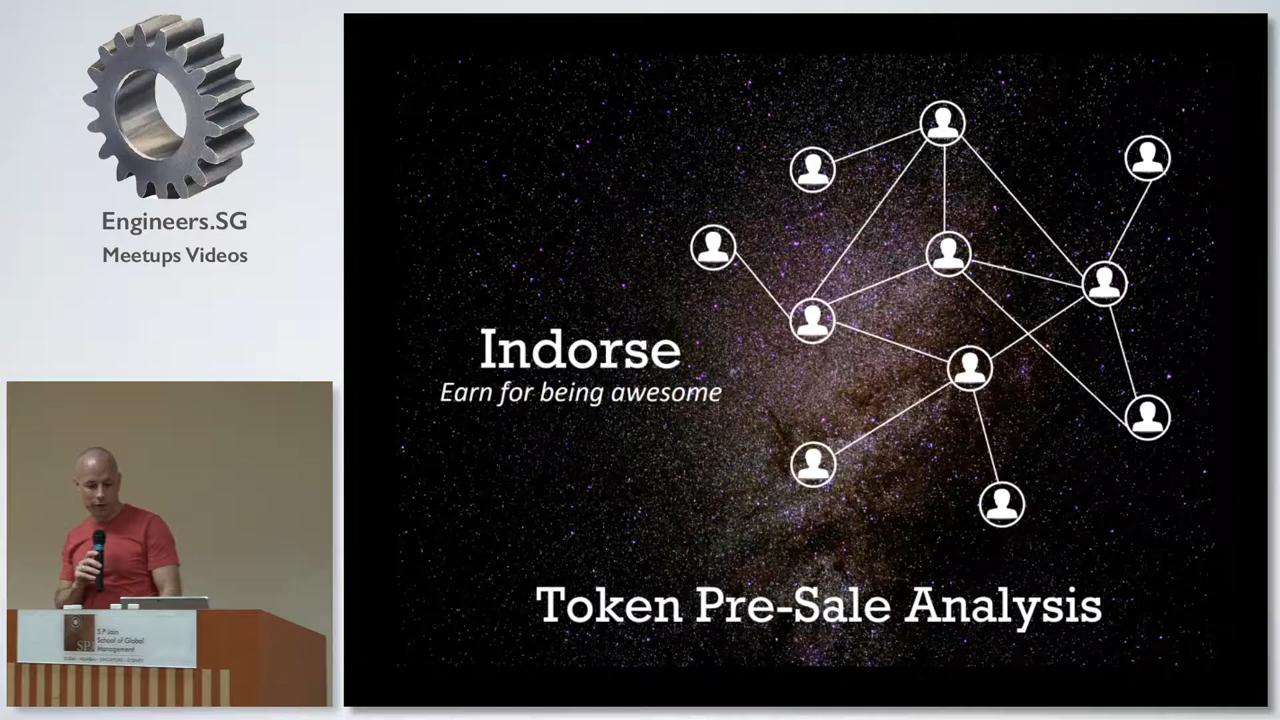 Engineers.SG
Meetups Videos
Indorse
Earn for being awesome
Token Pre-Sale Analysis
S P Jain
School of Global
Management